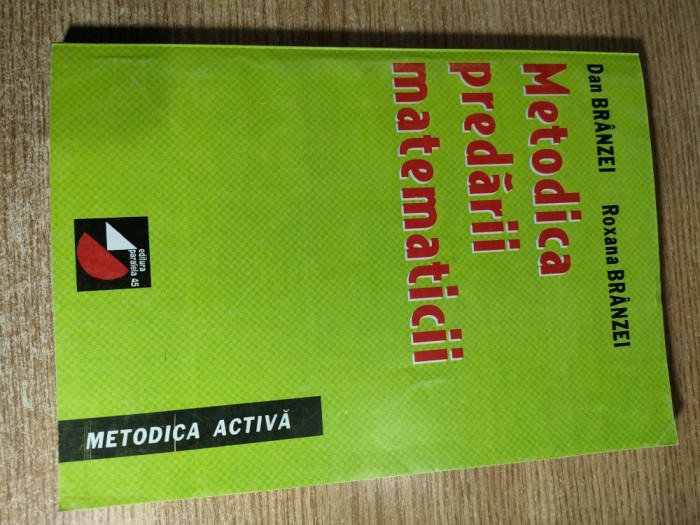 Dan BRÂNZEI Roxana BRÂNZEI
Metodica
predării
matematicii
editura
paralela 45
METODICA ACTIVĂ